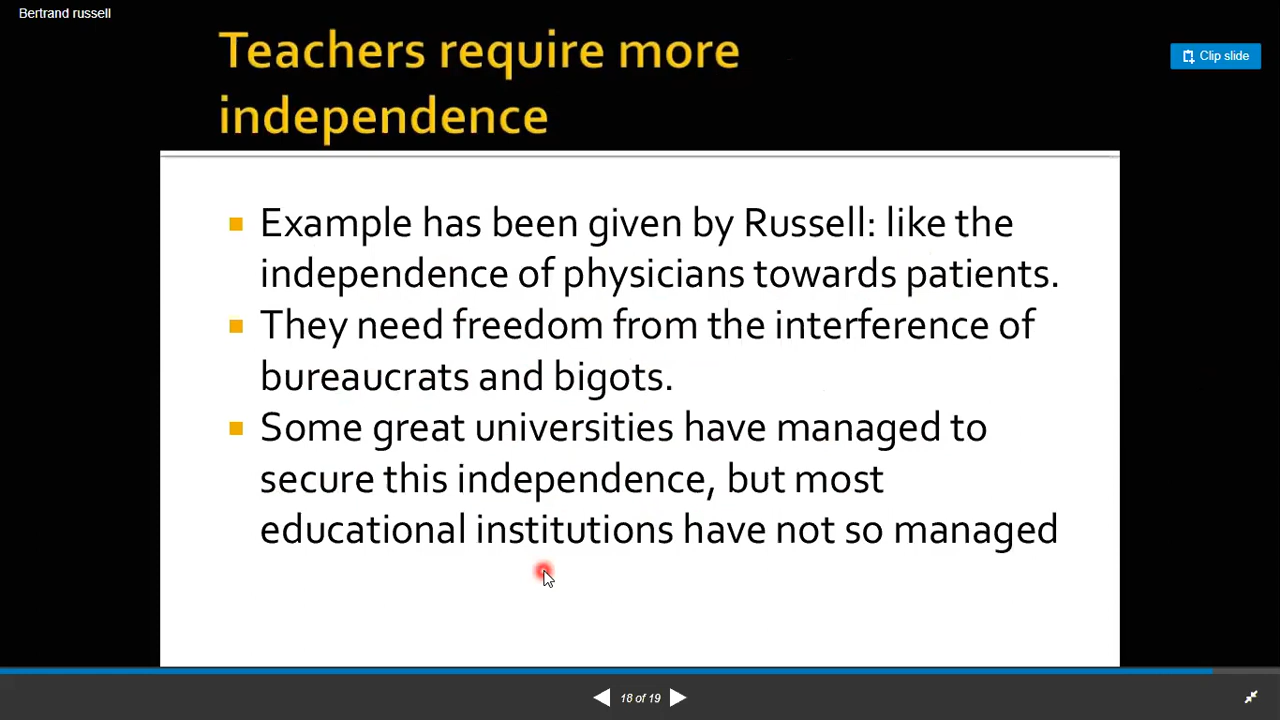 Bertrand russell
Teachers require more
Clip slide
independence
Example has been given by Russell: like the
independence of physicians towards patients.
They need freedom from the interference of
bureaucrats and bigots.
Some great universities have managed to
secure this independence, but most
educational institutions have not so managed
18 of 19